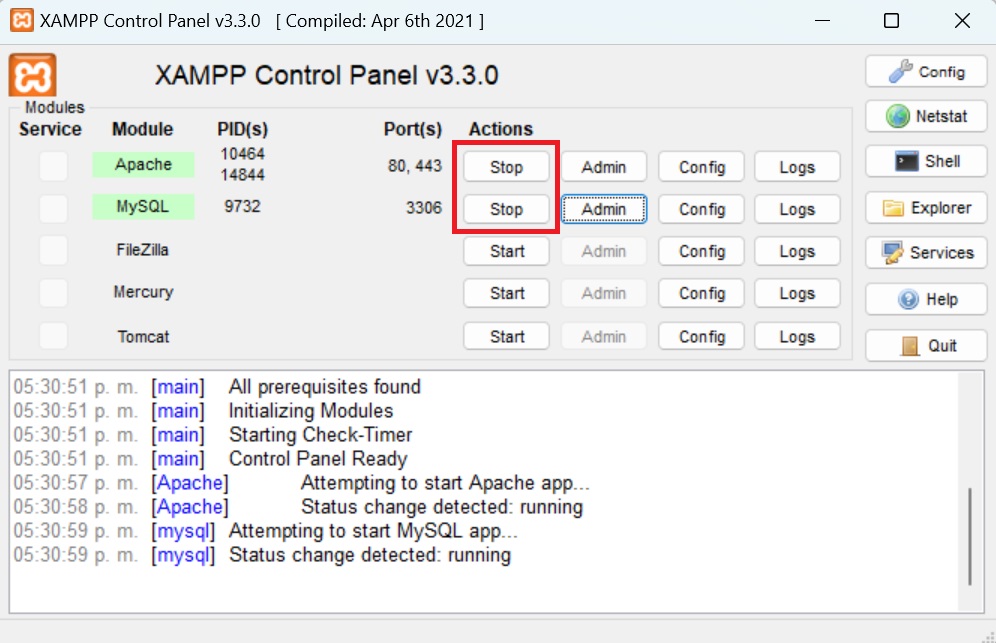 XAMPP Control Panel v3.3.0 [ Compiled: Apr 6th 2021 ]
XAMPP Control Panel v3.3.0
Config
Modules
Service Module PID(s) Port(s) Actions
Netstat
Apache 10464 14844 80, 443 Stop Admin Config Logs
Shell
MySQL 9732 3306 Stop Admin Config Logs
Explorer
FileZilla Start Admin Config Logs
Services
Mercury Start Admin Config Logs
Help
Tomcat Start Admin Config Logs
Quit
05:30:51 p. m. [main] All prerequisites found
05:30:51 p. m. [main] Initializing Modules
05:30:51 p. m. [main] Starting Check-Timer
05:30:51 p. m. [main] Control Panel Ready
05:30:57 p. m. [Apache] Attempting to start Apache app...
05:30:58 p. m. [Apache] Status change detected: running
05:30:59 p. m. [mysql] Attempting to start MySQL app...
05:30:59 p. m. [mysql] Status change detected: running